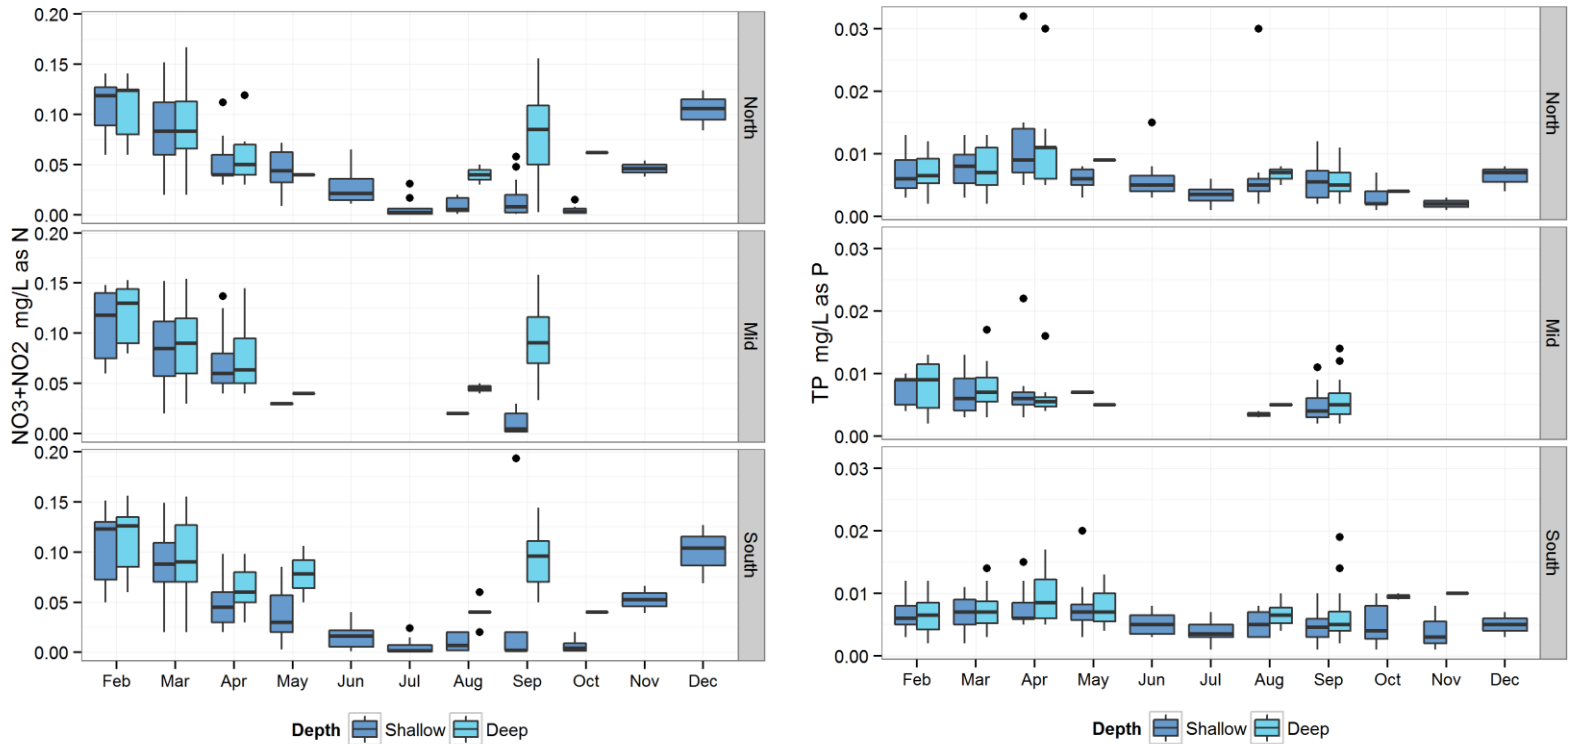 NO3+NO2 mg/L as N
0.20
0.15
0.10
0.05
0.00
North
0.20
0.15
0.10
0.05
0.00
Mid
0.20
0.15
0.10
0.05
0.00
South
Feb Mar Apr May Jun Jul Aug Sep Oct Nov Dec
Depth Shallow Deep
TP mg/L as P
0.03
0.02
0.01
0.00
North
0.03
0.02
0.01
0.00
Mid
0.03
0.02
0.01
0.00
South
Feb Mar Apr May Jun Jul Aug Sep Oct Nov Dec
Depth Shallow Deep